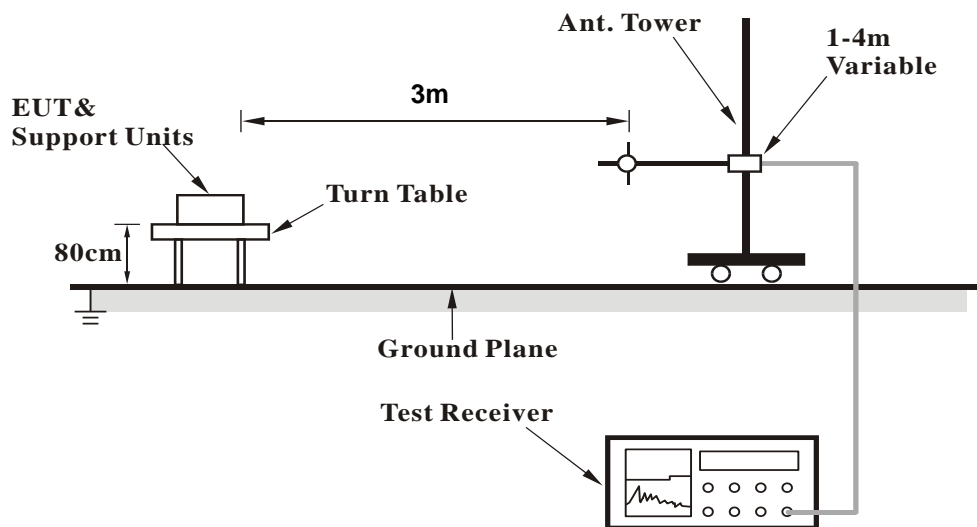 Ant. Tower
1-4m
Variable
3m
EUT&
Support Units
Turn Table
80cm
Ground Plane
Test Receiver